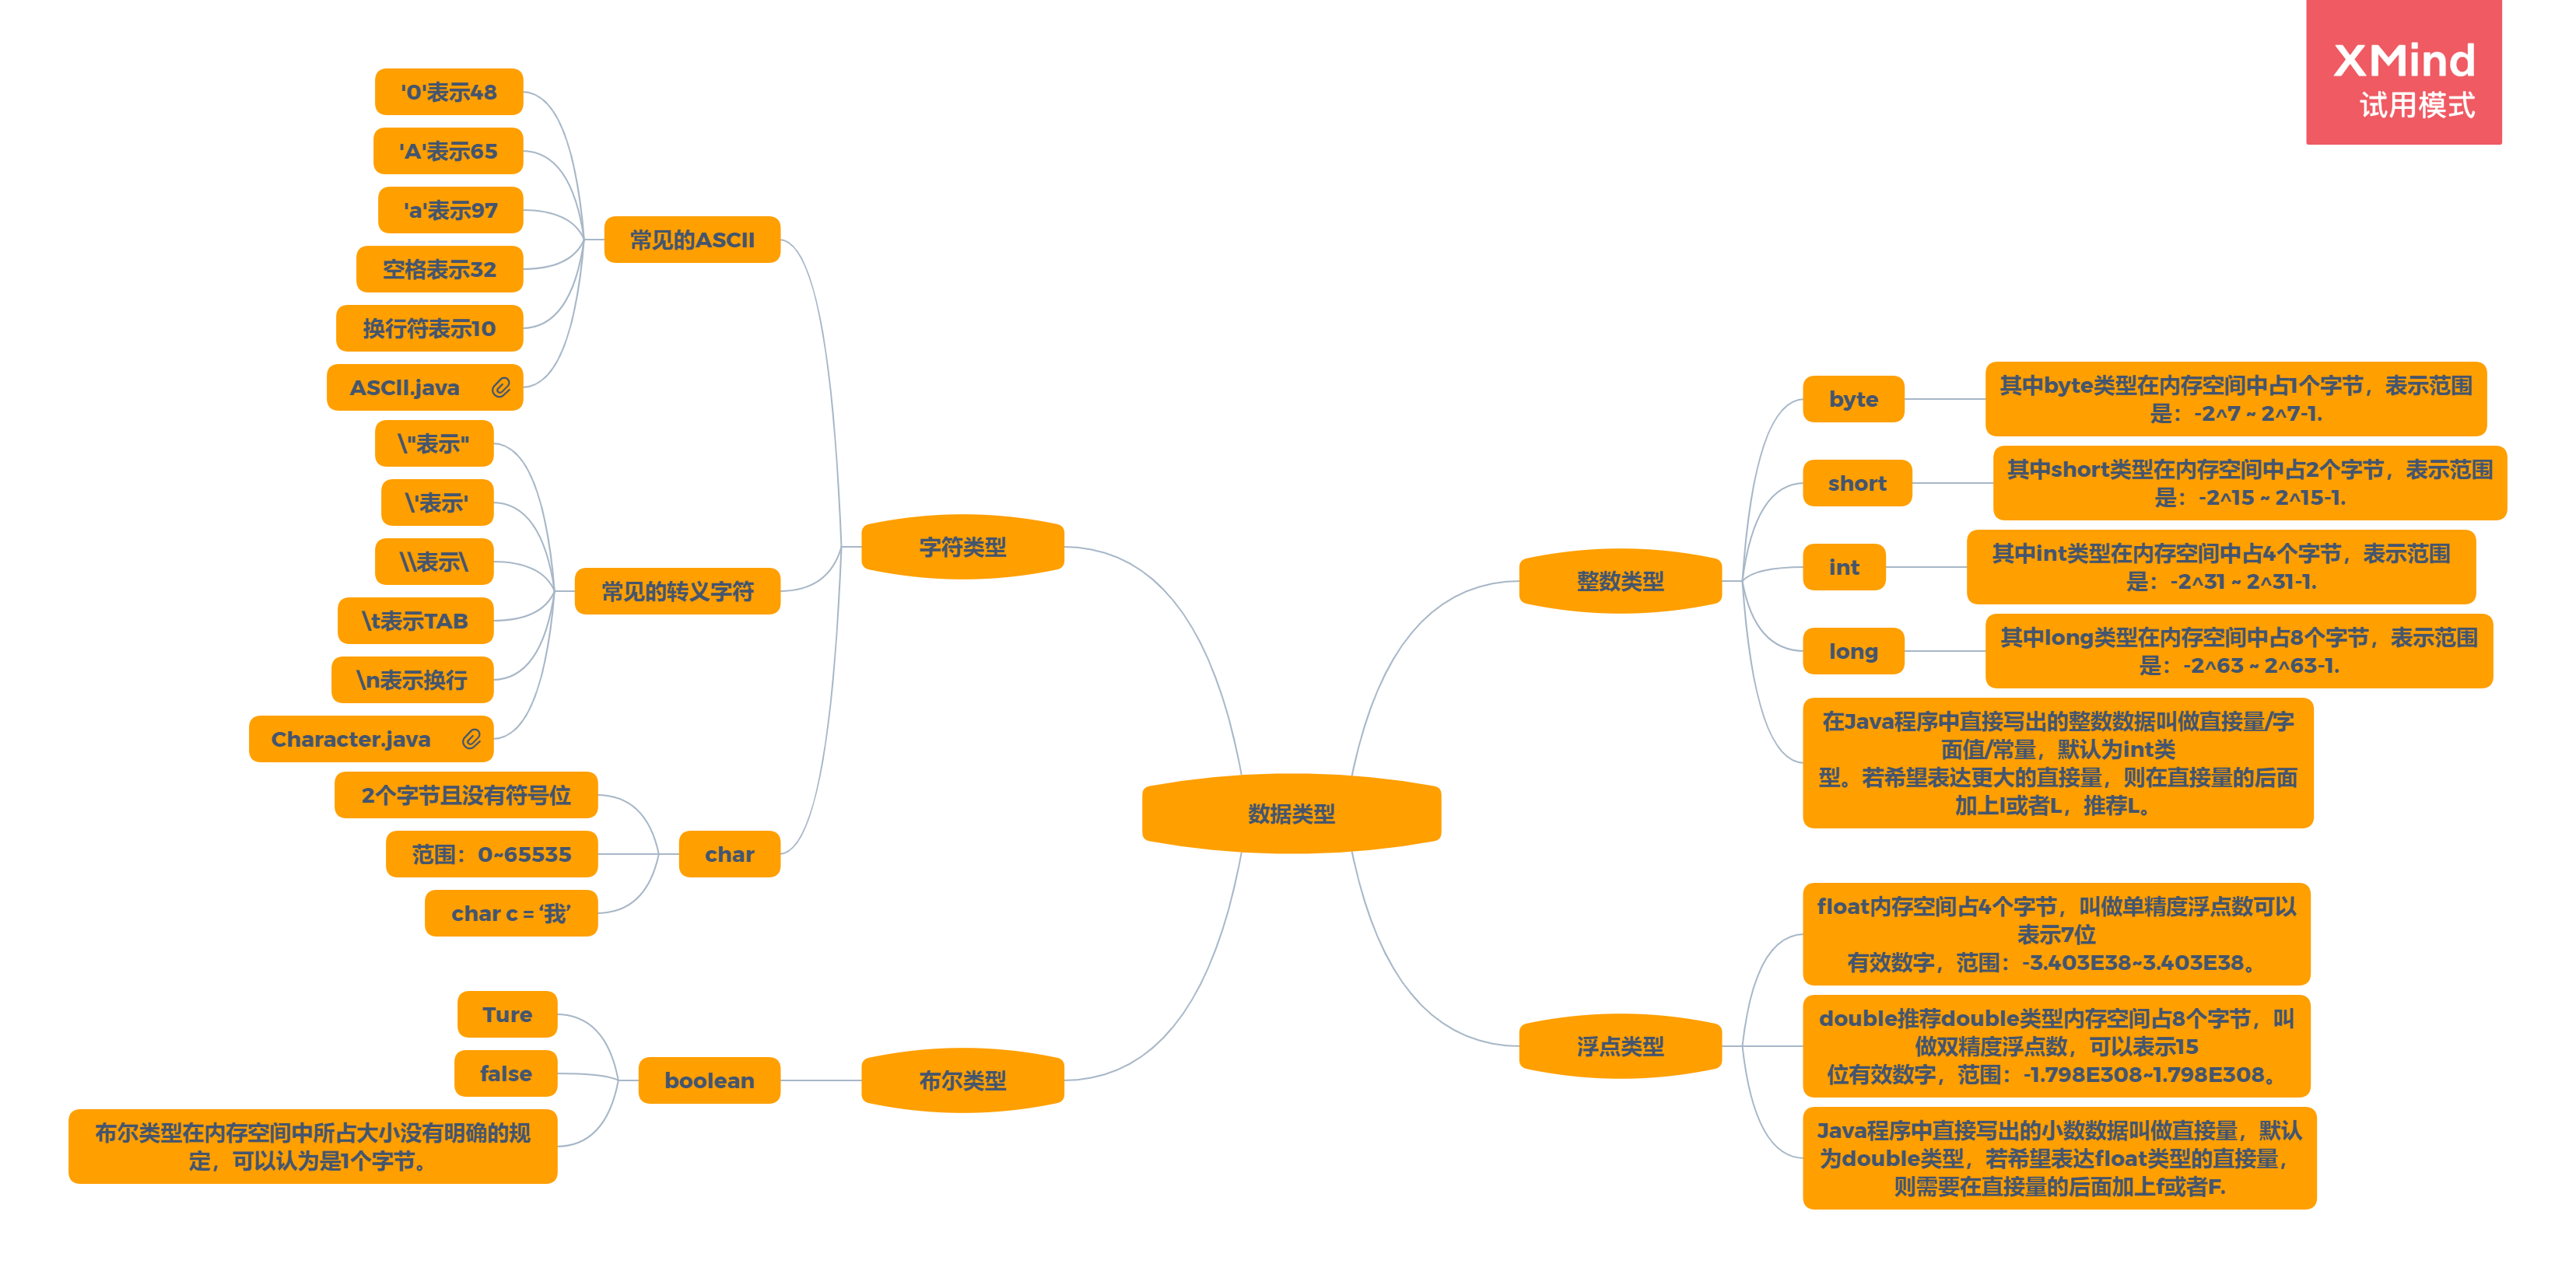 XMind
试用模式
数据类型
整数类型
byte
其中byte类型在内存空间中占1个字节，表示范围
是：-2^7 ~ 2^7-1.
short
其中short类型在内存空间中占2个字节，表示范围
是：-2^15 ~ 2^15-1.
int
其中int类型在内存空间中占4个字节，表示范围
是：-2^31 ~ 2^31-1.
long
其中long类型在内存空间中占8个字节，表示范围
是：-2^63 ~ 2^63-1.
在Java程序中直接写出的整数数据叫做直接量/字
面值/常量，默认为int类
型。若希望表达更大的直接量，则在直接量的后面
加上l或者L，推荐L。
浮点类型
float内存空间占4个字节，叫做单精度浮点数可以
表示7位
有效数字，范围：-3.403E38~3.403E38。
double推荐double类型内存空间占8个字节，叫
做双精度浮点数，可以表示15
位有效数字，范围：-1.798E308~1.798E308。
Java程序中直接写出的小数数据叫做直接量，默认
为double类型，若希望表达float类型的直接量，
则需要在直接量的后面加上f或者F.
字符类型
常见的ASCII
'0'表示48
'A'表示65
'a'表示97
空格表示32
换行符表示10
ASCll.java
常见的转义字符
\"表示"
\'表示'
\\表示\
\t表示TAB
\n表示换行
Character.java
char
2个字节且没有符号位
范围：0~65535
char c = ‘我’
布尔类型
boolean
Ture
false
布尔类型在内存空间中所占大小没有明确的规
定，可以认为是1个字节。